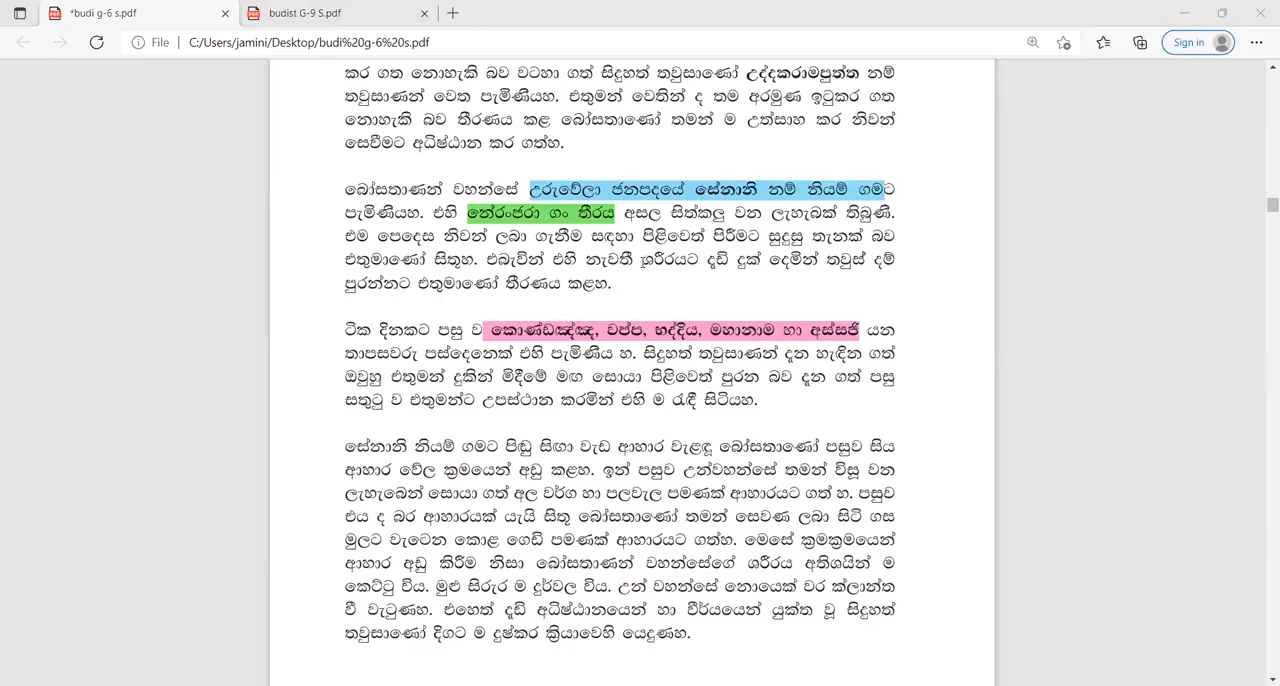 *budi g-6 s.pdf
budist G-9 S.pdf
File | C:/Users/jamini/Desktop/budi%20g-6%20s.pdf
Sign in
කර ගත නොහැකි බව වටහා ගත් සිදුහත් තවුසාණෝ උද්දකරාමපුත්ත නම්
තවුසාණන් වෙත පැමිණියහ. එතුමන් වෙතින් ද තම අරමුණ ඉටුකර ගත
නොහැකි බව තීරණය කළ බෝසතාණෝ තමන් ම උත්සාහ කර නිවන්
සෙවීමට අධිෂ්ඨාන කර ගත්හ.
බෝසතාණන් වහන්සේ උරුවේලා ජනපදයේ සේනානි නම් නියම් ගමට
පැමිණියහ. එහි නේරංජරා ගං තීරය අසල සිත්කලු වන ලැහැබක් තිබුණි.
එම පෙදෙස නිවන් ලබා ගැනීම සඳහා පිළිවෙත් පිරීමට සුදුසු තැනක් බව
එතුමාණෝ සිතූහ. එබැවින් එහි නැවතී ශරීරයට දැඩි දුක් දෙමින් තවුස් දම්
පුරන්නට එතුමාණෝ තීරණය කළහ.
ටික දිනකට පසු ව කොණ්ඩඤ්ඤ, වප්ප, භද්දිය, මහානාම හා අස්සජි යන
තාපසවරු පස්දෙනෙක් එහි පැමිණිය හ. සිදුහත් තවුසාණන් දැන හැඳින ගත්
ඔවුහු එතුමන් දුකින් මිදීමේ මඟ සොයා පිළිවෙත් පුරන බව දැන ගත් පසු
සතුටු ව එතුමන්ට උපස්ථාන කරමින් එහි ම රැඳී සිටියහ.
සේනානි නියම් ගමට පිඬු සිඟා වැඩ ආහාර වැළඳූ බෝසතාණෝ පසුව සිය
ආහාර වේල ක්‍රමයෙන් අඩු කළහ. ඉන් පසුව උන්වහන්සේ තමන් විසූ වන
ලැහැබෙන් සොයා ගත් අල වර්ග හා පලවැල පමණක් ආහාරයට ගත් හ. පසුව
එය ද බර ආහාරයක් යැයි සිතූ බෝසතාණෝ තමන් සෙවණ ලබා සිටි ගස
මුලට වැටෙන කොළ ගෙඩි පමණක් ආහාරයට ගත්හ. මෙසේ ක්‍රමක්‍රමයෙන්
ආහාර අඩු කිරීම නිසා බෝසතාණන් වහන්සේගේ ශරීරය අතිශයින් ම
කෙට්ටු විය. මුළු සිරුර ම දුර්වල විය. උන් වහන්සේ නොයෙක් වර ක්ලාන්ත
වී වැටුණහ. එහෙත් දැඩි අධිෂ්ඨානයෙන් හා වීර්යයෙන් යුක්ත වූ සිදුහත්
තවුසාණෝ දිගට ම දුෂ්කර ක්‍රියාවෙහි යෙදුණහ.